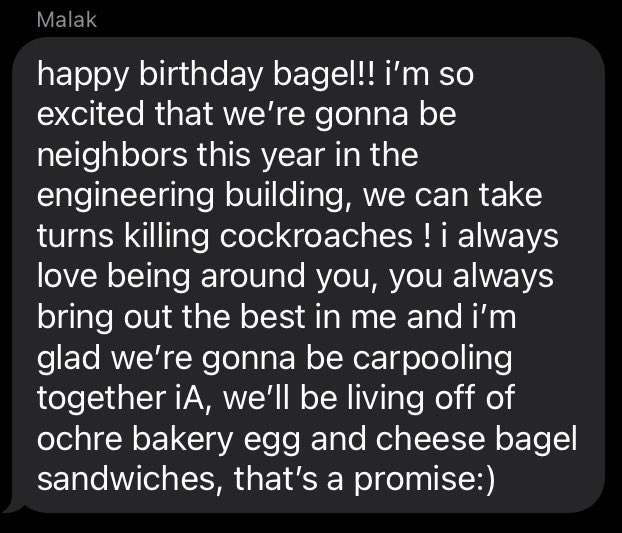 Malak
happy birthday bagel!! i’m so
excited that we’re gonna be
neighbors this year in the
engineering building, we can take
turns killing cockroaches ! i always
love being around you, you always
bring out the best in me and i’m
glad we’re gonna be carpooling
together iA, we’ll be living off of
ochre bakery egg and cheese bagel
sandwiches, that’s a promise:)